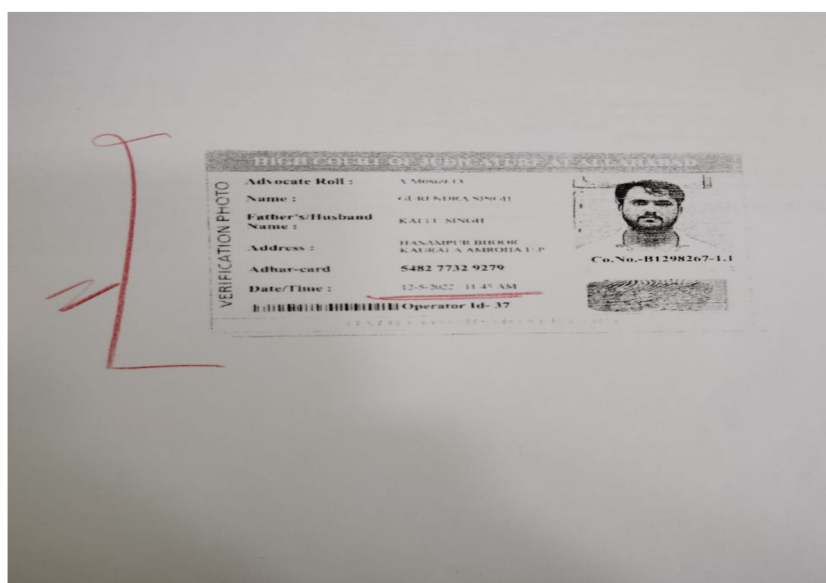 HIGH COURT OF JUDICATURE AT ALLAHABAD
VERIFICATION PHOTO
Advocate Roll :
Name : GURENDRA SINGH
Father's/Husband Name : SINGH
Address : HASAMPUR
AMROHA U.P
Adhar-card 5482 7732 9279
Date/Time : 12-5-2022 11.45 AM
Operator Id- 37
Co.No.-B1298267-1.1